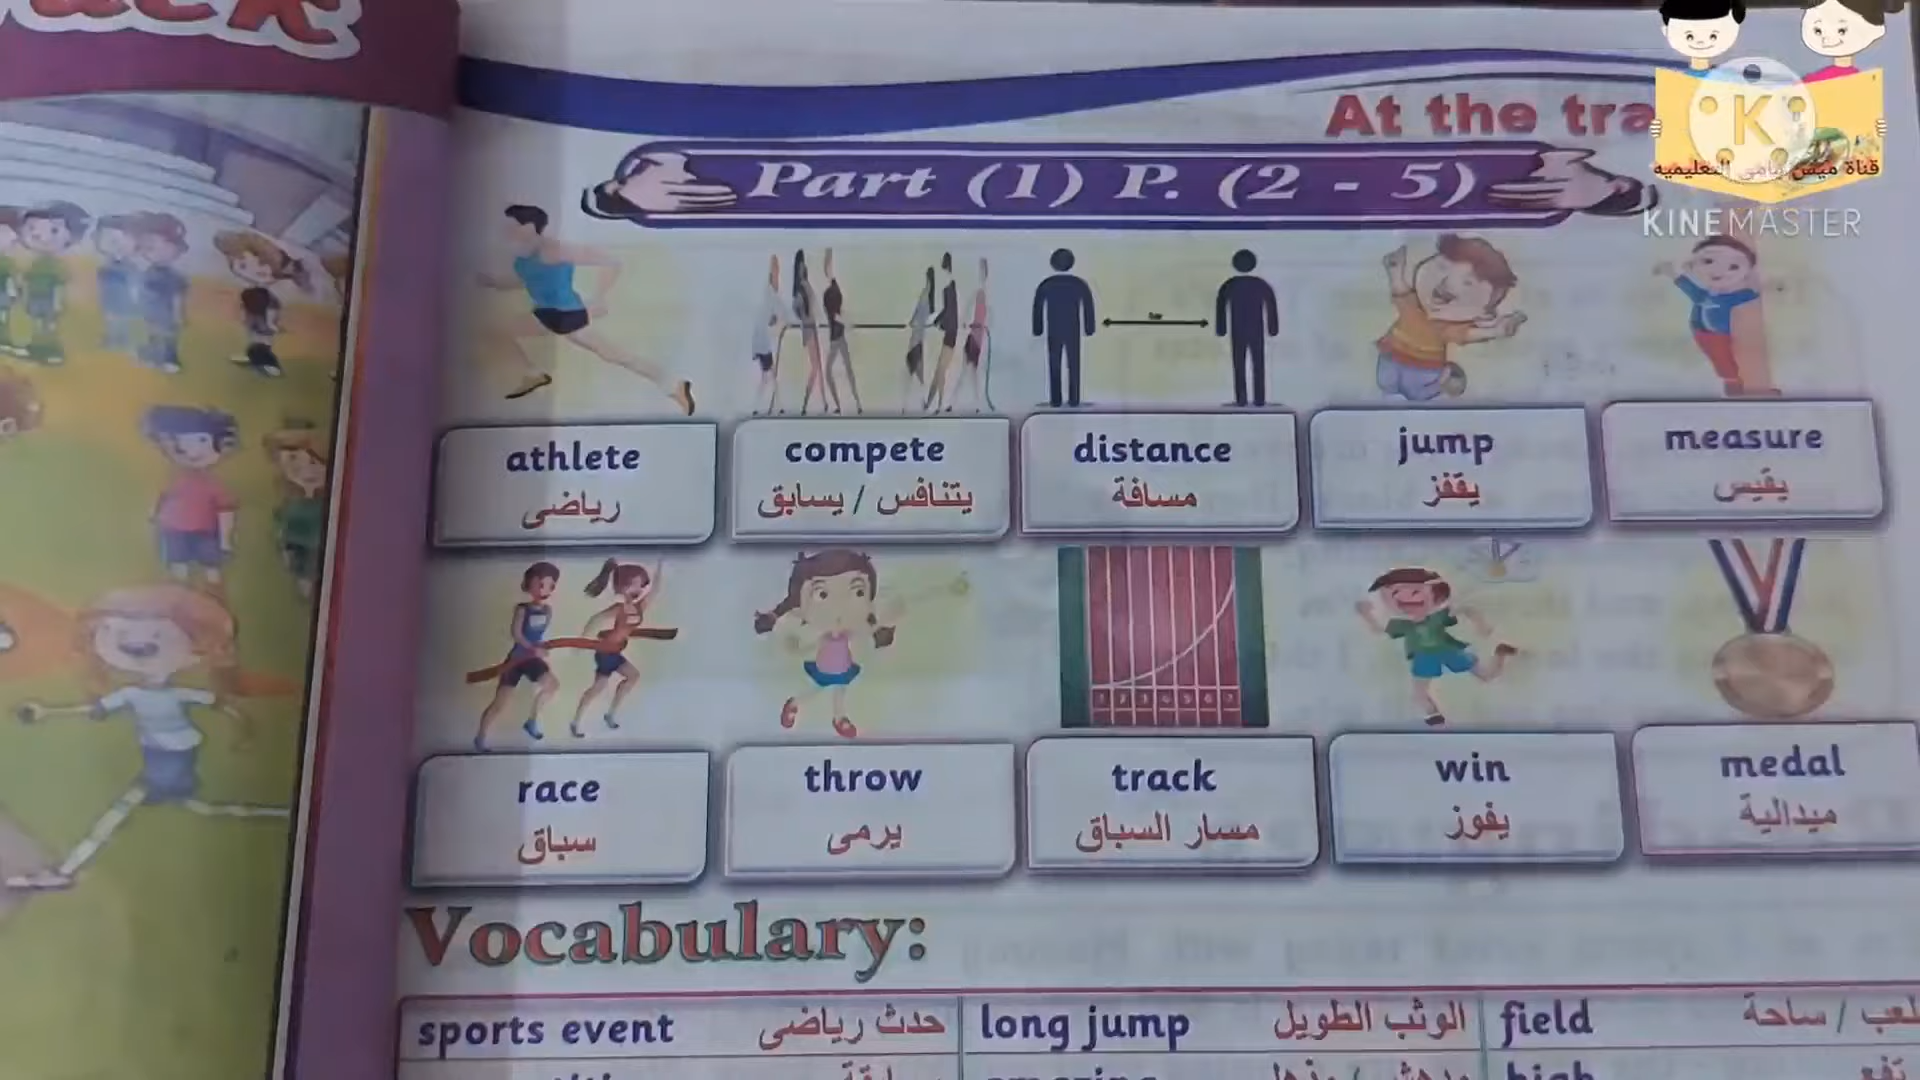 At the
Part (1) P. (2 - 5)
قناة ميس مامى التعليميه
KINEMASTER
athlete
رياضى
compete
يتنافس / يسابق
distance
مسافة
jump
يقفز
measure
يقيس
race
سباق
throw
يرمى
track
مسار السباق
win
يفوز
medal
ميدالية
Vocabulary:
sports event حدث رياضى long jump الوثب الطويل field ساحة /